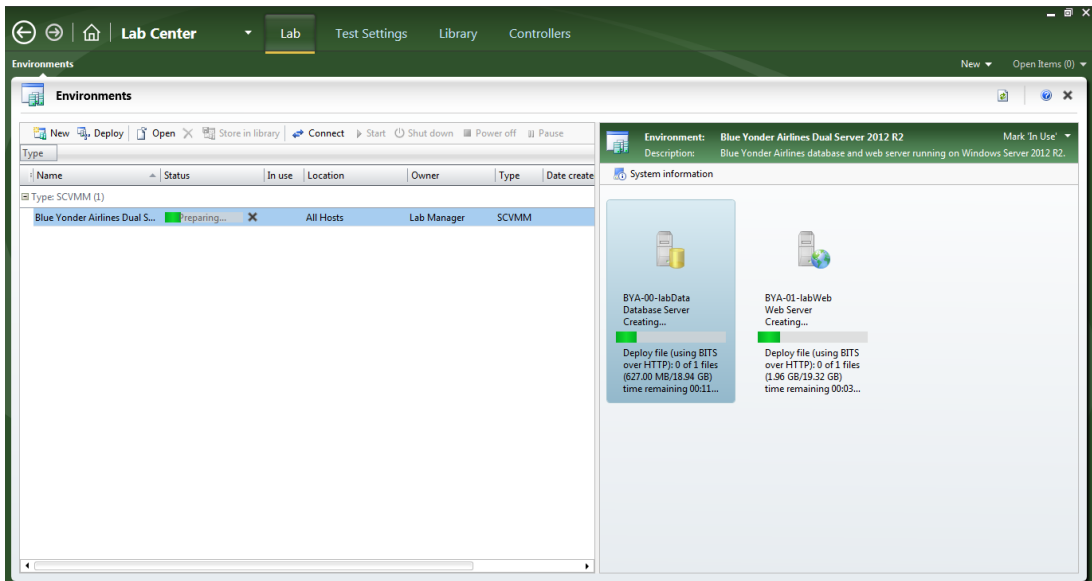 Lab Center
Lab
Test Settings
Library
Controllers
Environments
New
Open Items (0)
Environments
New
Deploy
Open
Store in library
Connect
Start
Shut down
Power off
Pause
Type
Name
Status
In use
Location
Owner
Type
Date create
Type: SCVMM (1)
Blue Yonder Airlines Dual S...
Preparing...
All Hosts
Lab Manager
SCVMM
Environment: Blue Yonder Airlines Dual Server 2012 R2
Mark 'In Use'
Description: Blue Yonder Airlines database and web server running on Windows Server 2012 R2.
System information
BYA-00-labData
Database Server
Creating...
Deploy file (using BITS
over HTTP): 0 of 1 files
(627.00 MB/18.94 GB)
time remaining 00:11...
BYA-01-labWeb
Web Server
Creating...
Deploy file (using BITS
over HTTP): 0 of 1 files
(1.96 GB/19.32 GB)
time remaining 00:03...